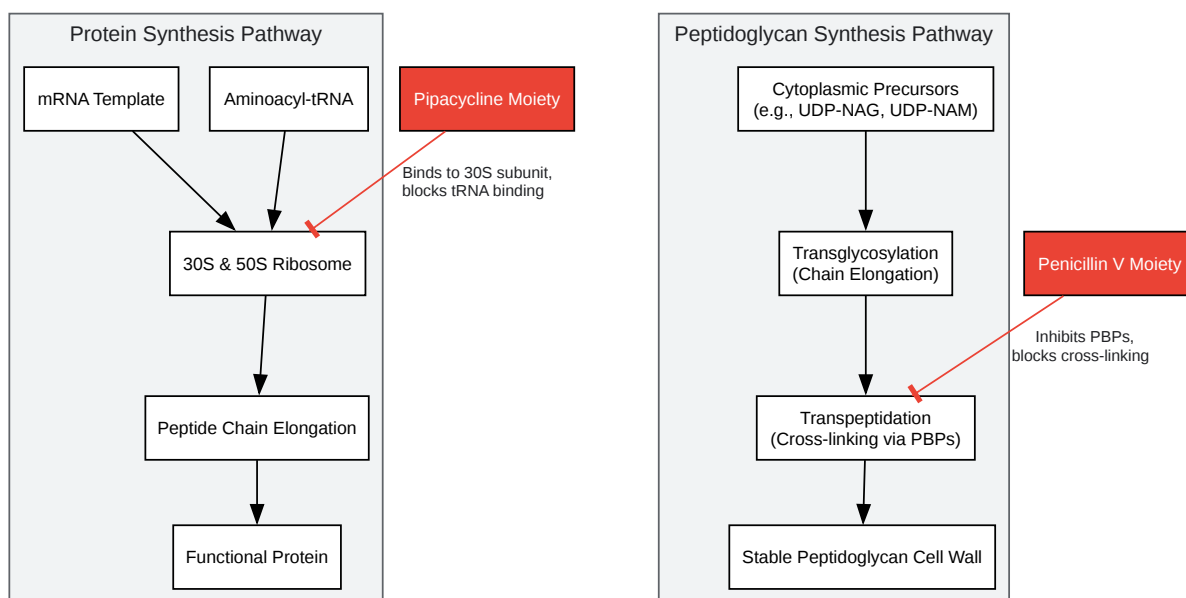 Protein Synthesis Pathway
mRNA Template
Aminoacyl-tRNA
Pipacycline Moiety
Binds to 30S subunit,
blocks tRNA binding
30S & 50S Ribosome
Peptide Chain Elongation
Functional Protein
Peptidoglycan Synthesis Pathway
Cytoplasmic Precursors
(e.g., UDP-NAG, UDP-NAM)
Transglycosylation
(Chain Elongation)
Penicillin V Moiety
Inhibits PBPs,
blocks cross-linking
Transpeptidation
(Cross-linking via PBPs)
Stable Peptidoglycan Cell Wall